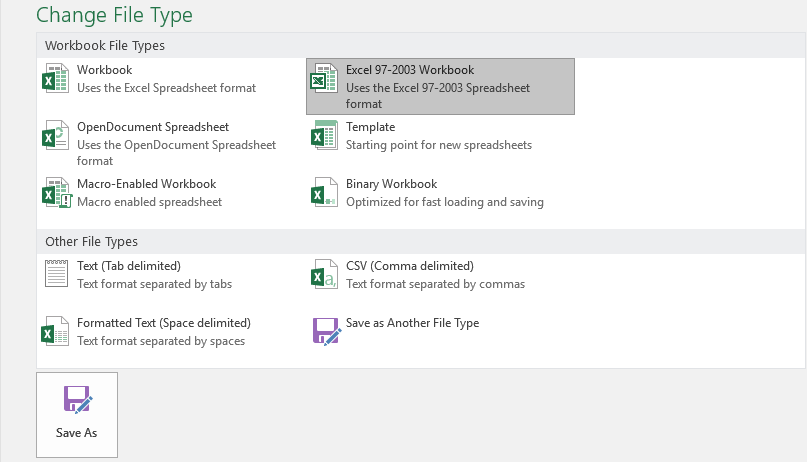 Change File Type
Workbook File Types
Workbook
Uses the Excel Spreadsheet format
Excel 97-2003 Workbook
Uses the Excel 97-2003 Spreadsheet
format
OpenDocument Spreadsheet
Uses the OpenDocument Spreadsheet
format
Template
Starting point for new spreadsheets
Macro-Enabled Workbook
Macro enabled spreadsheet
Binary Workbook
Optimized for fast loading and saving
Other File Types
Text (Tab delimited)
Text format separated by tabs
CSV (Comma delimited)
Text format separated by commas
Formatted Text (Space delimited)
Text format separated by spaces
Save as Another File Type
Save As